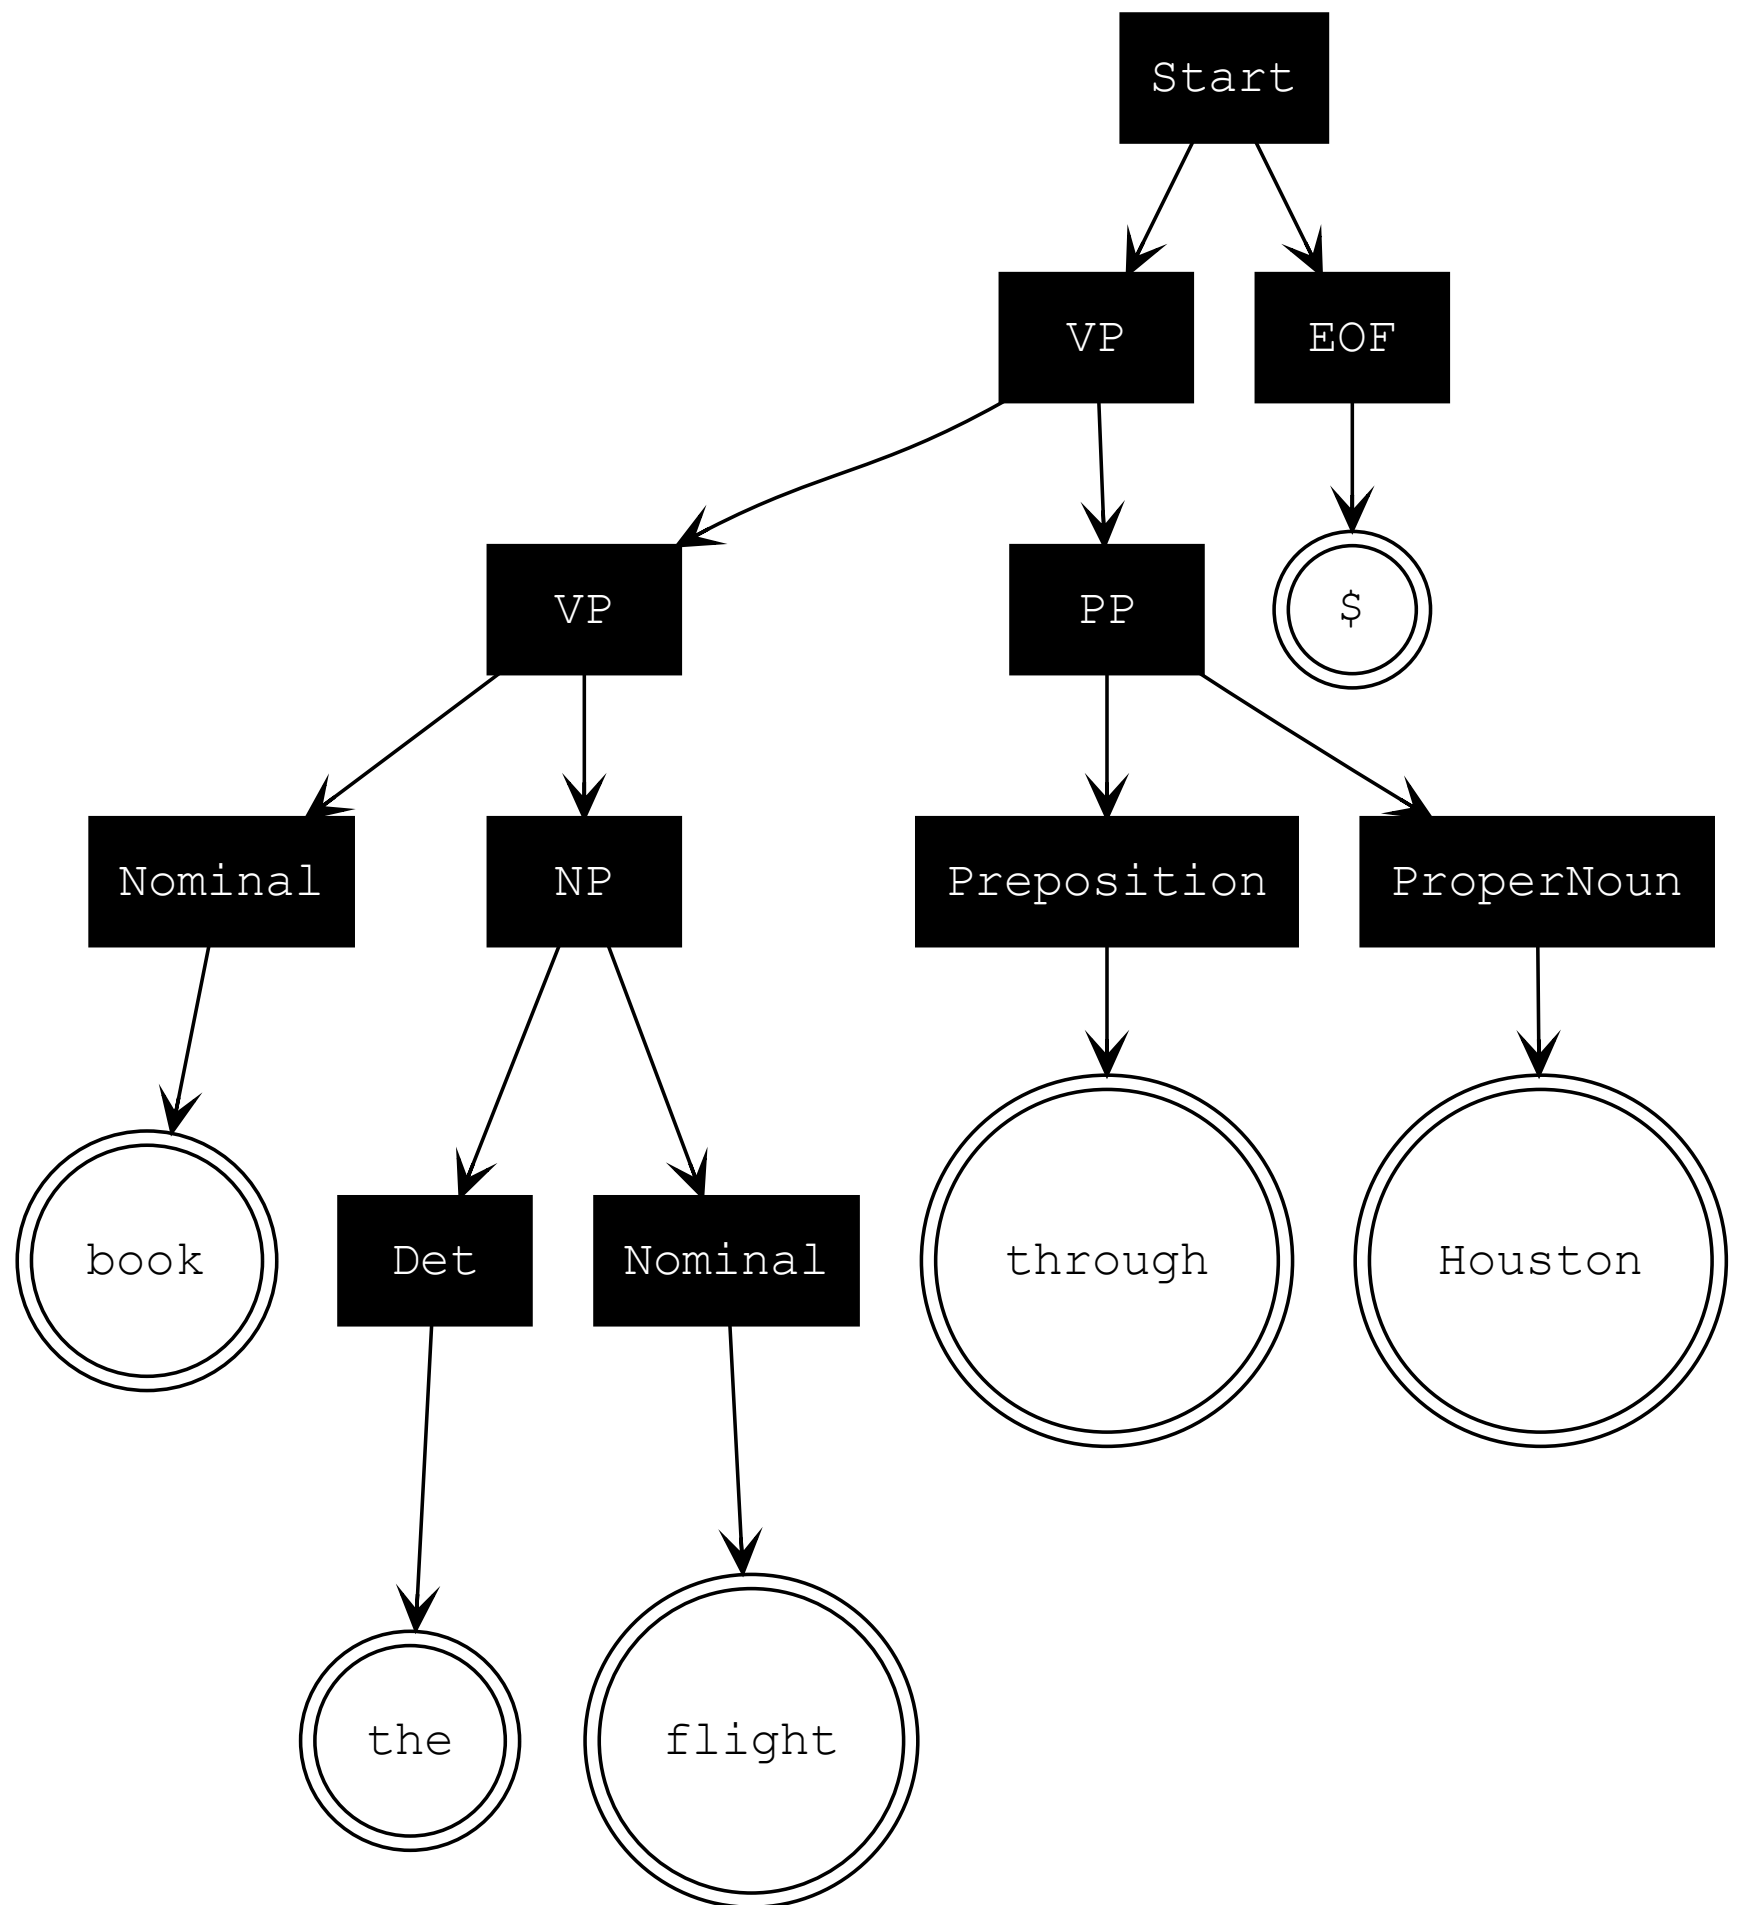 Start
VP
EOF
VP
PP
$
Nominal
NP
Preposition
ProperNoun
book
Det
Nominal
through
Houston
the
flight